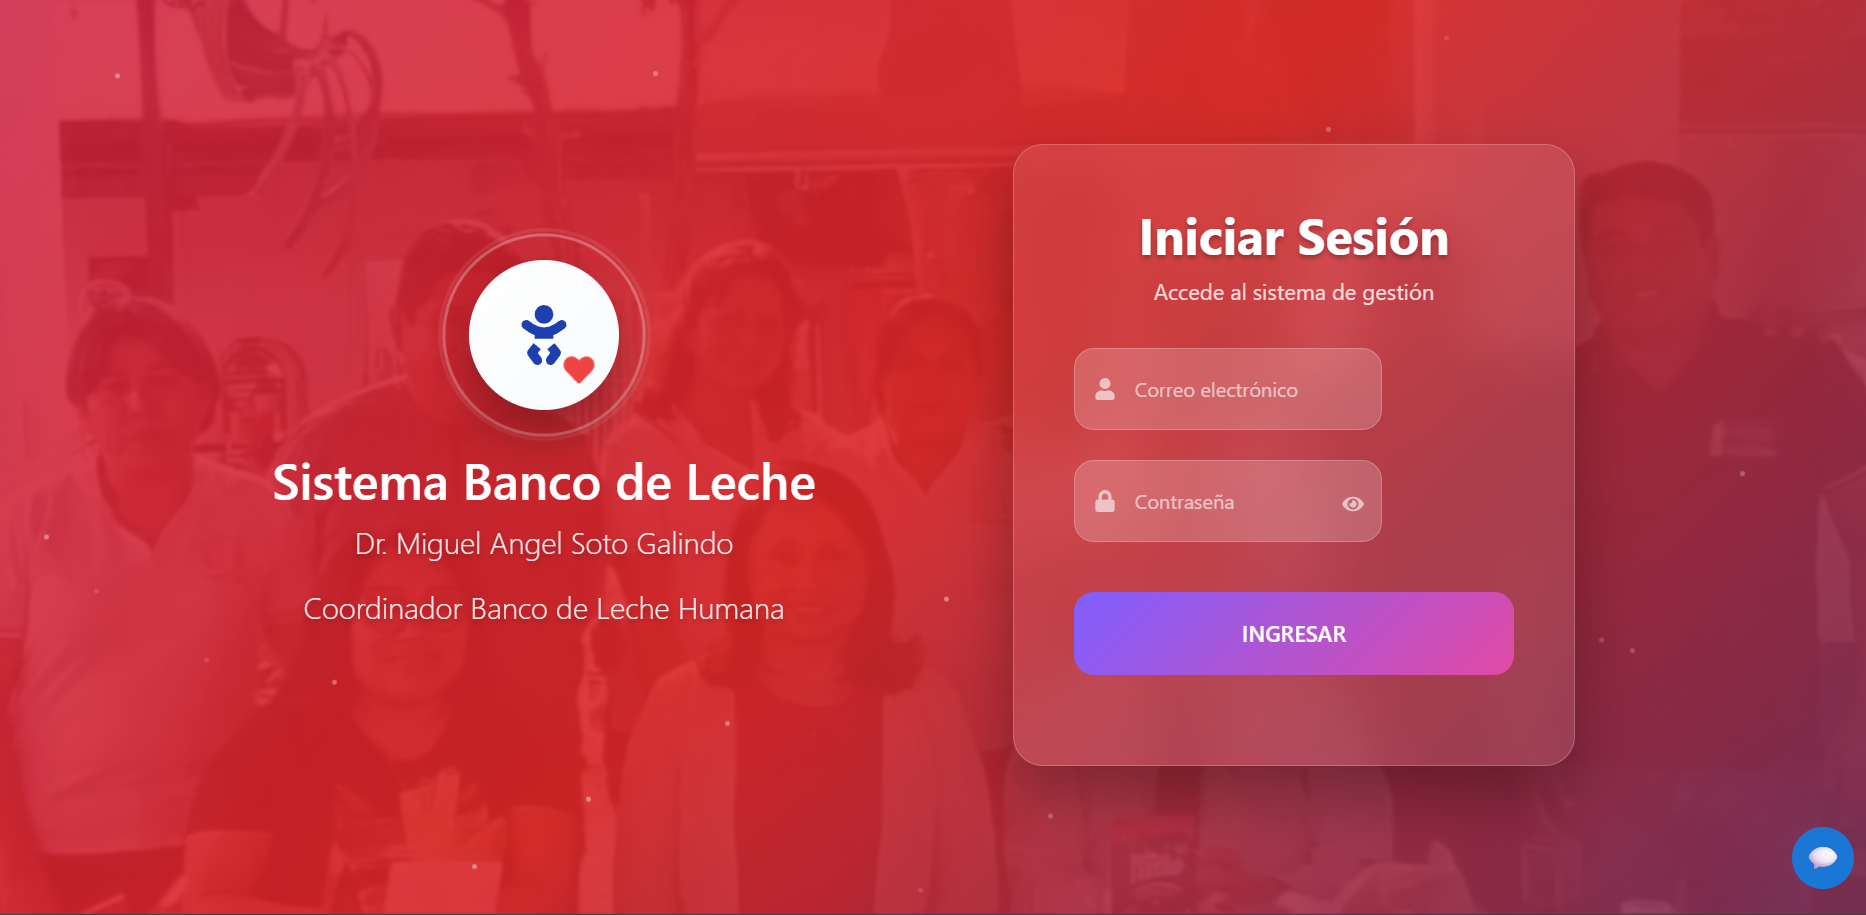 Sistema Banco de Leche
Dr. Miguel Angel Soto Galindo
Coordinador Banco de Leche Humana
Iniciar Sesión
Accede al sistema de gestión
Correo electrónico
Contraseña
INGRESAR